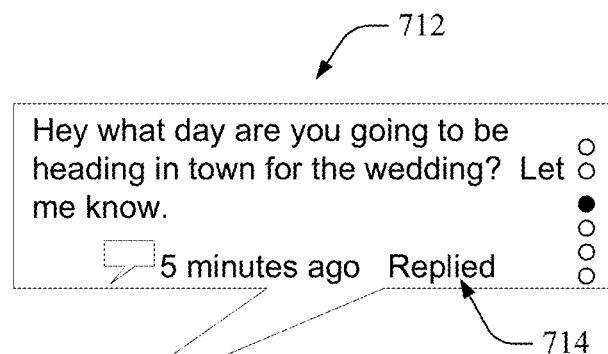 712
Hey what day are you going to be
heading in town for the wedding? Let
me know.
5 minutes ago Replied
714